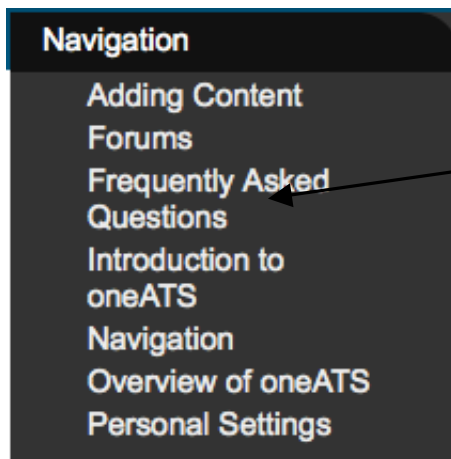 Navigation
Adding Content
Forums
Frequently Asked
Questions
Introduction to
oneATS
Navigation
Overview of oneATS
Personal Settings